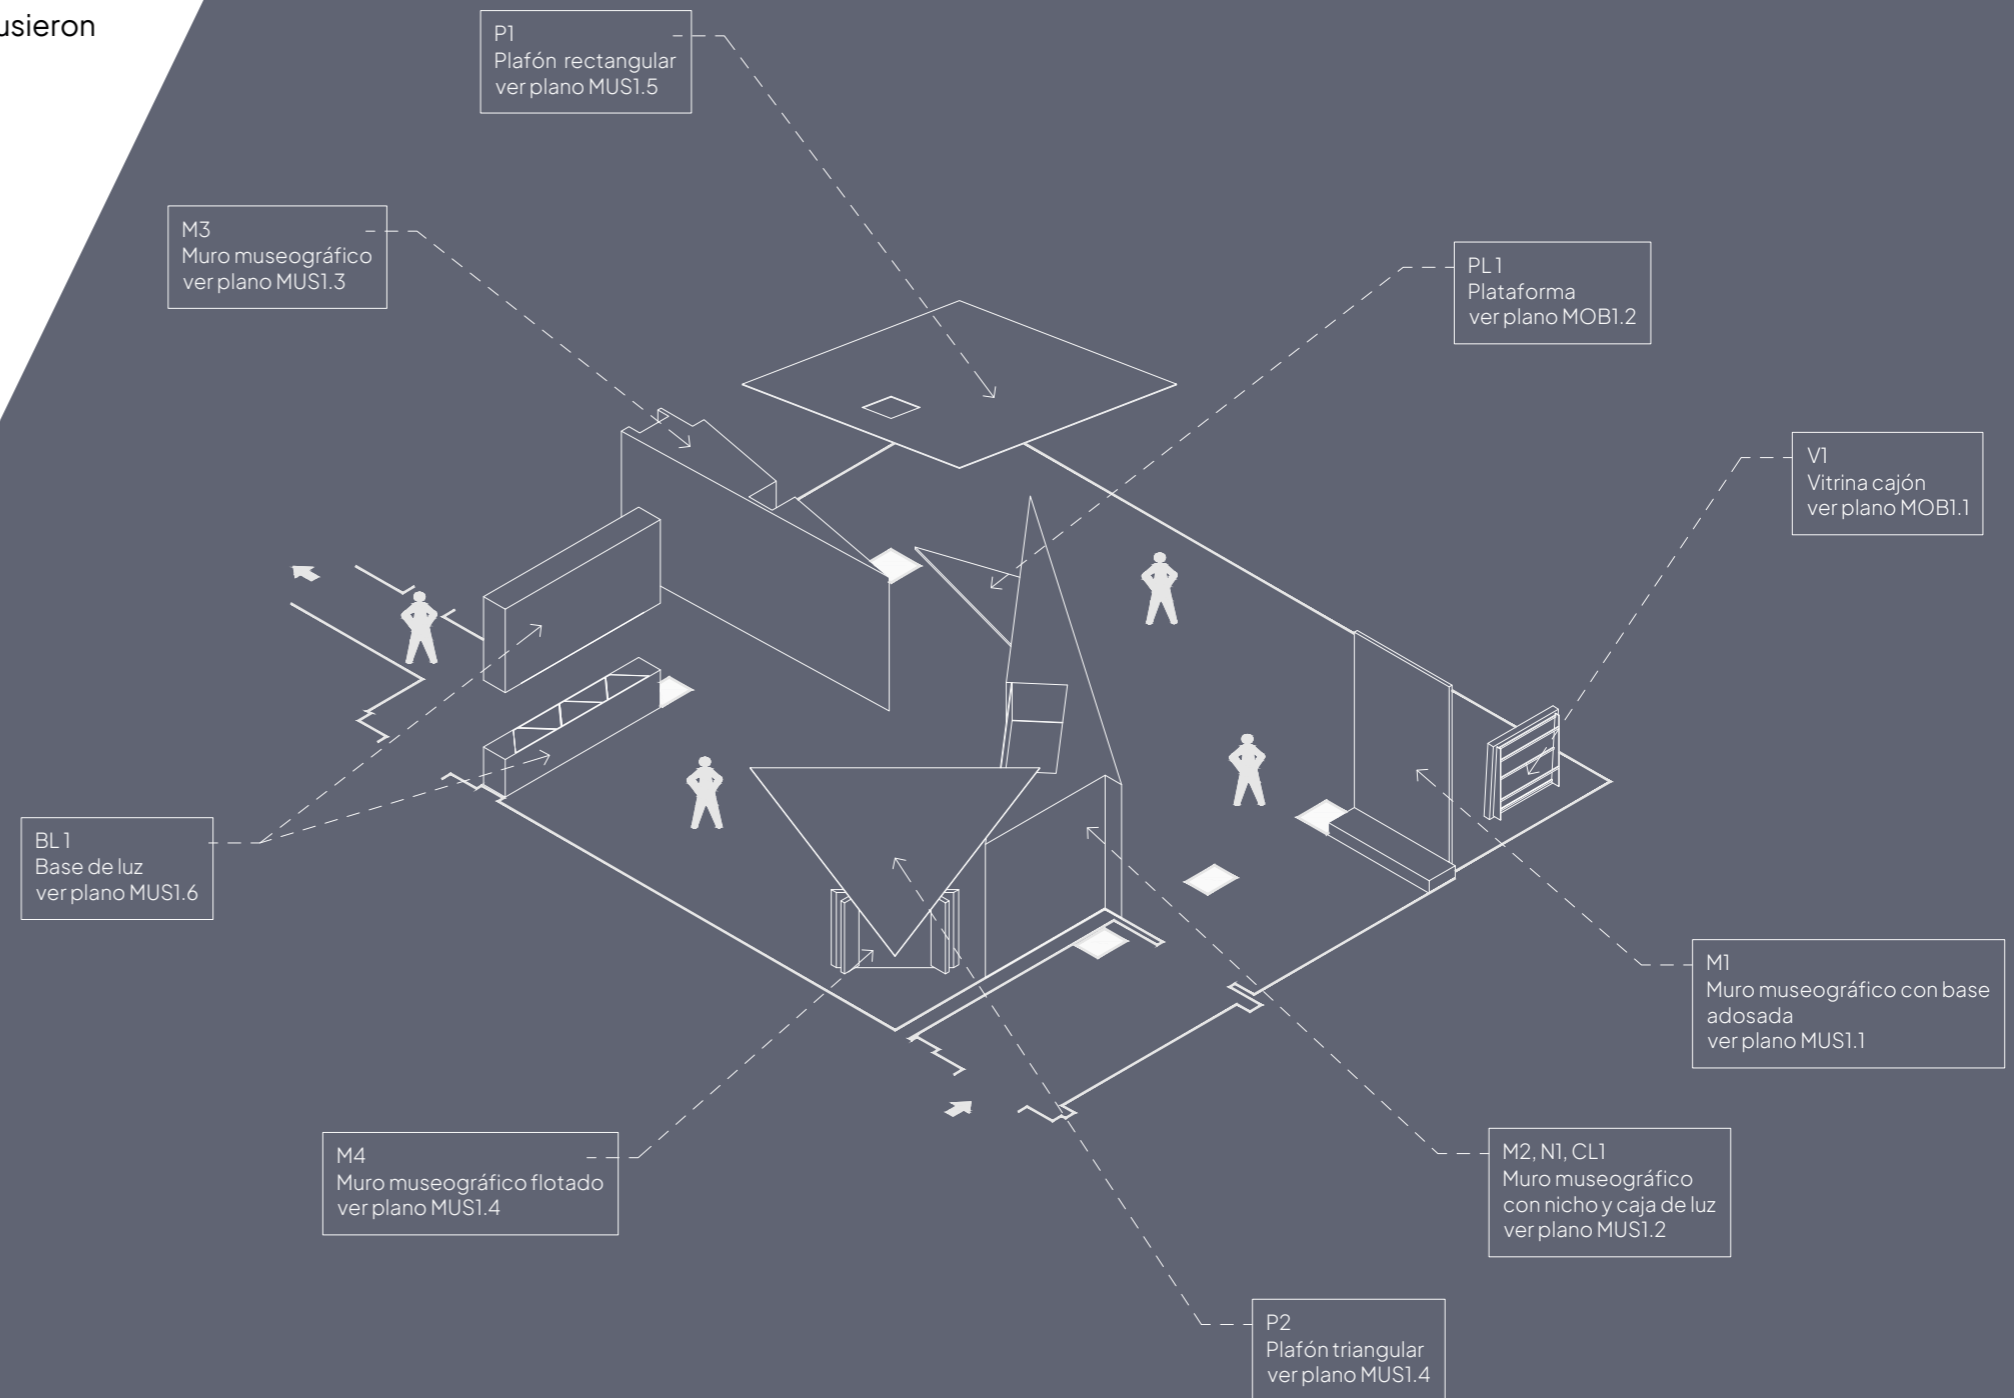 usieron
P1
Plafón rectangular
ver plano MUS1.5
M3
Muro museográfico
ver plano MUS1.3
PL1
Plataforma
ver plano MOB1.2
V1
Vitrina cajón
ver plano MOB1.1
BL1
Base de luz
ver plano MUS1.6
M1
Muro museográfico con base
adosada
ver plano MUS1.1
M4
Muro museográfico flotado
ver plano MUS1.4
M2, N1, CL1
Muro museográfico
con nicho y caja de luz
ver plano MUS1.2
P2
Plafón triangular
ver plano MUS1.4